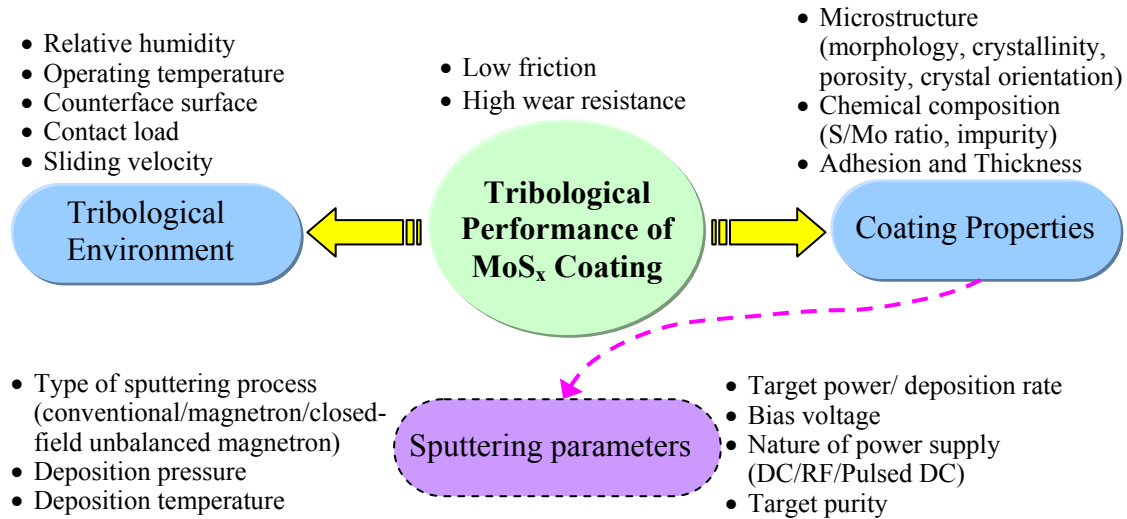 • Relative humidity
• Operating temperature
• Counterface surface
• Contact load
• Sliding velocity
Tribological
Environment
• Low friction
• High wear resistance
Tribological
Performance of
MoSₓ Coating
• Microstructure
(morphology, crystallinity,
porosity, crystal orientation)
• Chemical composition
(S/Mo ratio, impurity)
• Adhesion and Thickness
Coating Properties
• Type of sputtering process
(conventional/magnetron/closed-
field unbalanced magnetron)
• Deposition pressure
• Deposition temperature
Sputtering parameters
• Target power/ deposition rate
• Bias voltage
• Nature of power supply
(DC/RF/Pulsed DC)
• Target purity